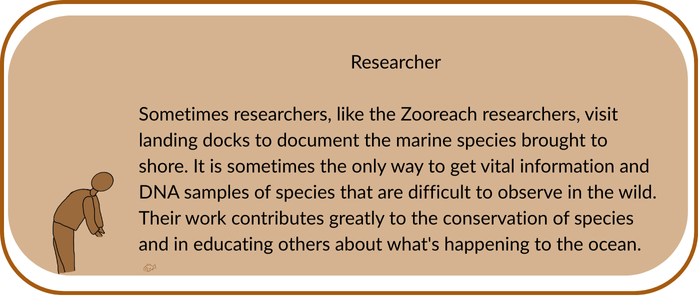 Researcher
Sometimes researchers, like the Zooreach researchers, visit
landing docks to document the marine species brought to
shore. It is sometimes the only way to get vital information and
DNA samples of species that are difficult to observe in the wild.
Their work contributes greatly to the conservation of species
and in educating others about what's happening to the ocean.